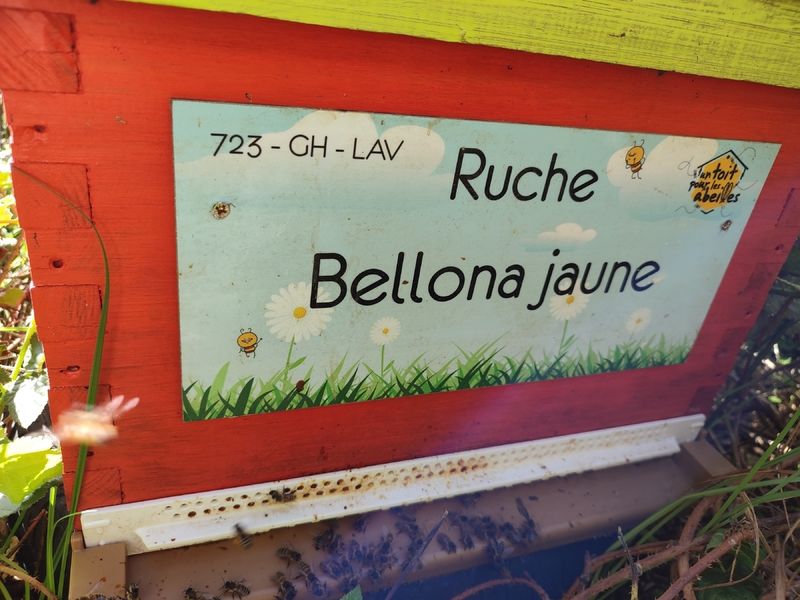 723 - GH - LAV
Ruche
un toit
pour les
abeilles
Bellona jaune